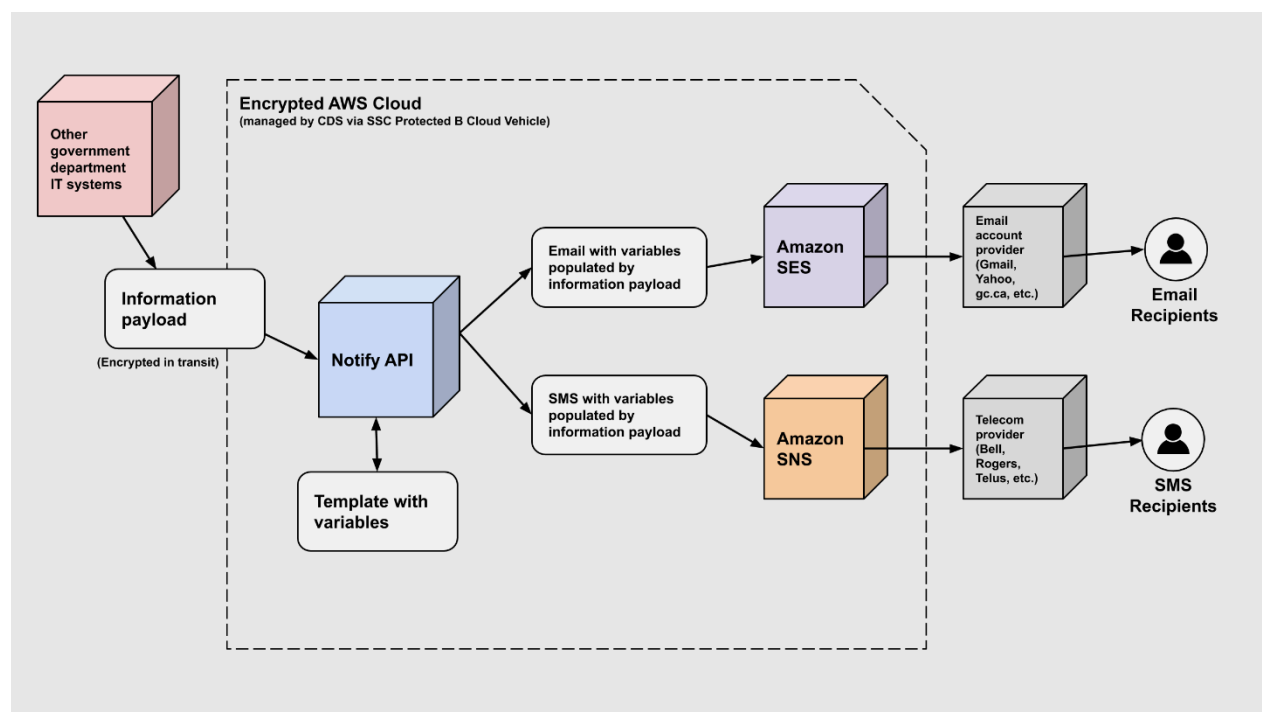 Other
government
department
IT systems
Encrypted AWS Cloud
(managed by CDS via SSC Protected B Cloud Vehicle)
Information
payload
(Encrypted in transit)
Notify API
Template with
variables
Email with variables
populated by
information payload
SMS with variables
populated by
information payload
Amazon
SES
Amazon
SNS
Email
account
provider
(Gmail,
Yahoo,
gc.ca, etc.)
Email
Recipients
Telecom
provider
(Bell,
Rogers,
Telus, etc.)
SMS
Recipients